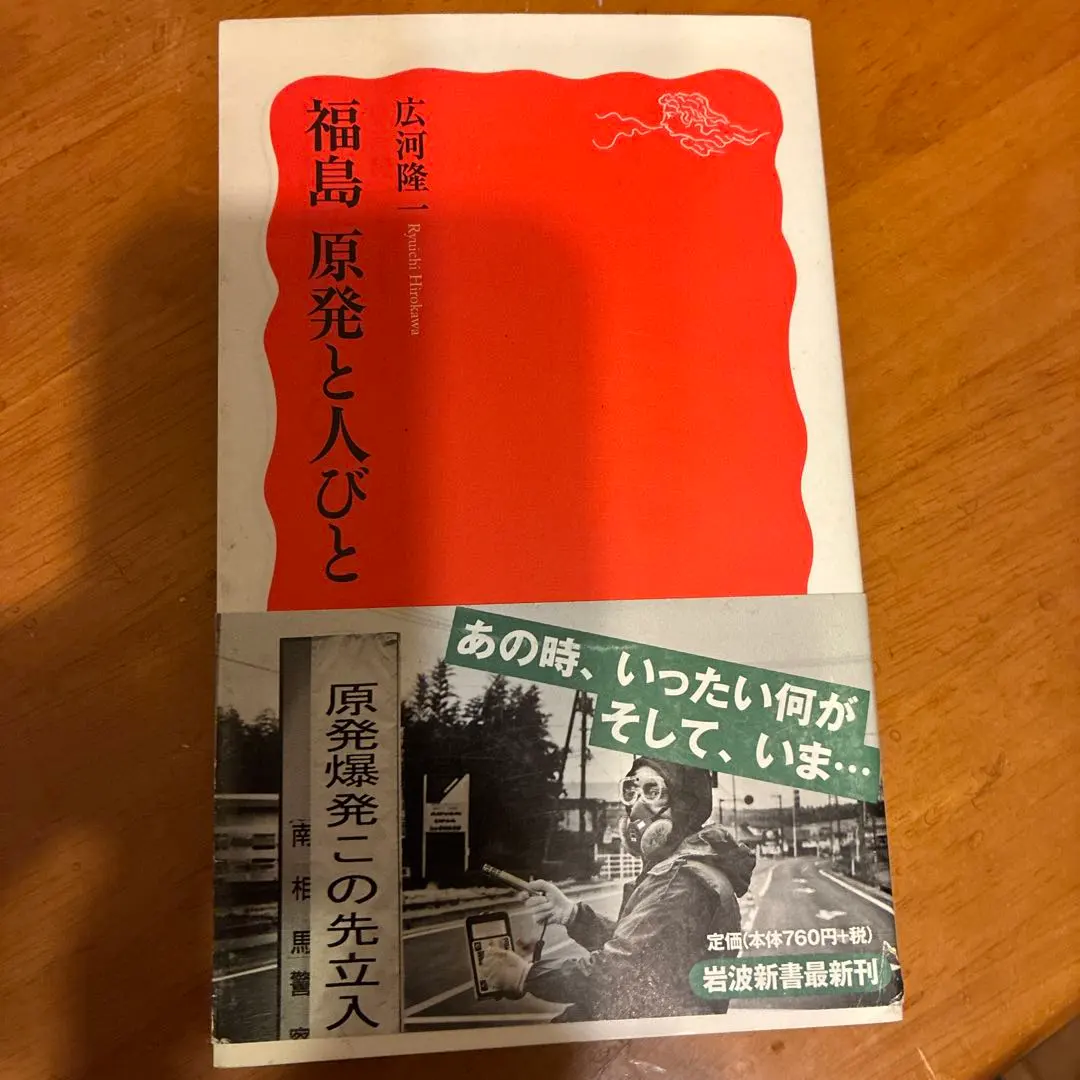 広河隆一
Ryuichi Hirokawa
福島 原発と人びと
あの時、いったい何が
そして、いま…
原発爆発この先立入
南相馬警察
定価(本体760円+税)
岩波新書最新刊